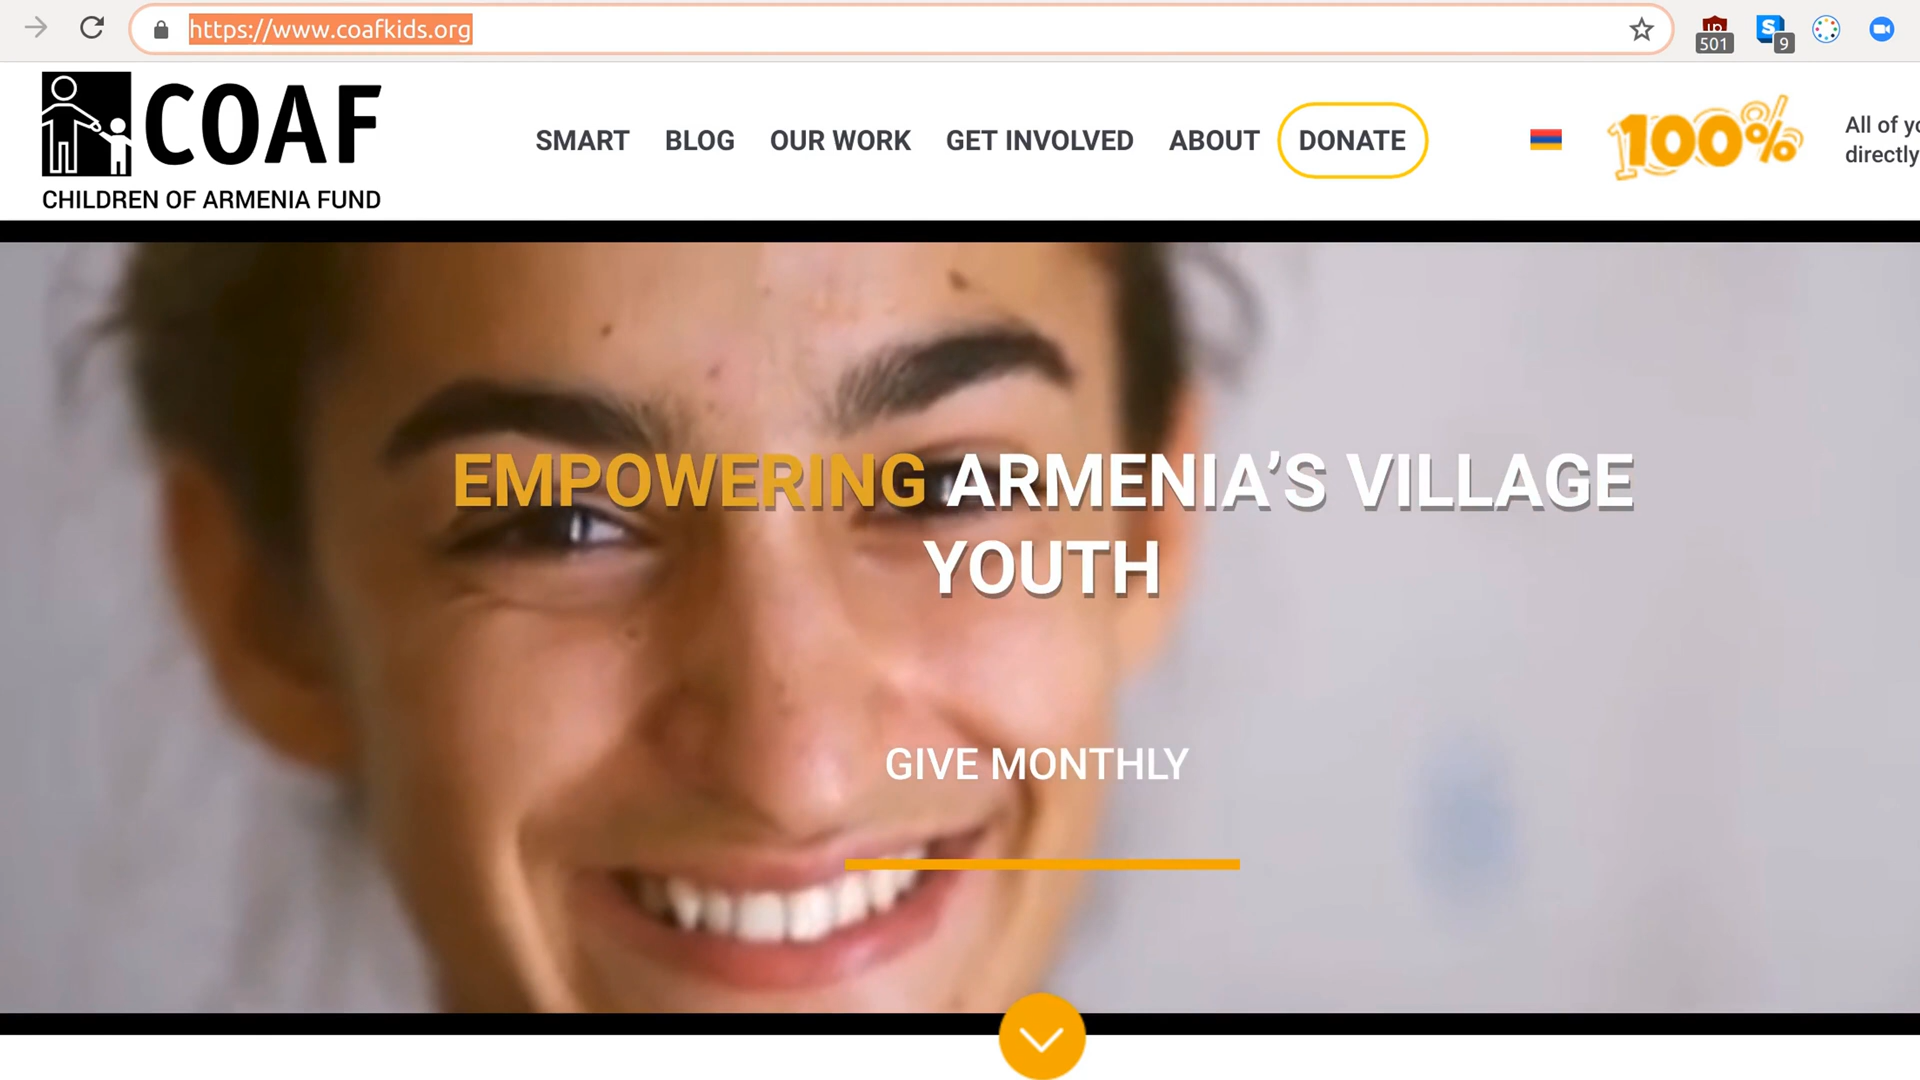 https://www.coafkids.org
501
9
COAF
CHILDREN OF ARMENIA FUND
SMART
BLOG
OUR WORK
GET INVOLVED
ABOUT
DONATE
100%
All of
directly
EMPOWERING ARMENIA'S VILLAGE
YOUTH
GIVE MONTHLY